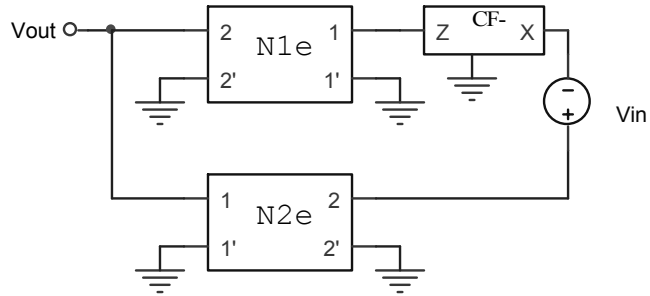 Vout
2 N1e 1
2' 1'
Z CF- X
- +
Vin
1 N2e 2
1' 2'